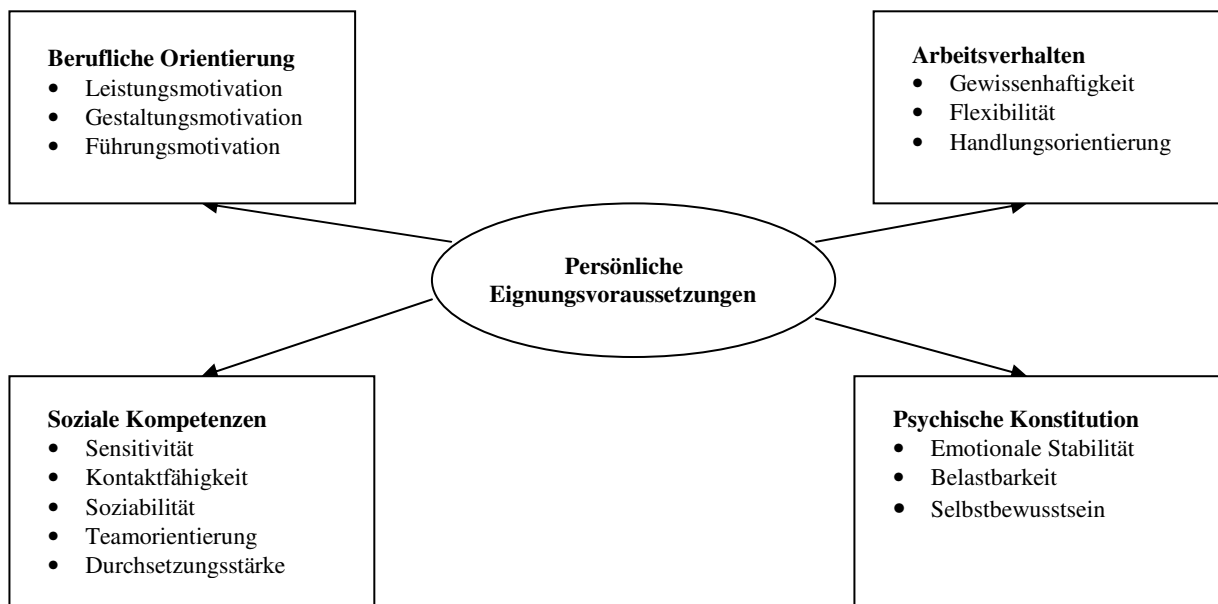 Berufliche Orientierung
• Leistungsmotivation
• Gestaltungsmotivation
• Führungsmotivation
Arbeitsverhalten
• Gewissenhaftigkeit
• Flexibilität
• Handlungsorientierung
Persönliche
Eignungsvoraussetzungen
Soziale Kompetenzen
• Sensitivität
• Kontaktfähigkeit
• Soziabilität
• Teamorientierung
• Durchsetzungsstärke
Psychische Konstitution
• Emotionale Stabilität
• Belastbarkeit
• Selbstbewusstsein